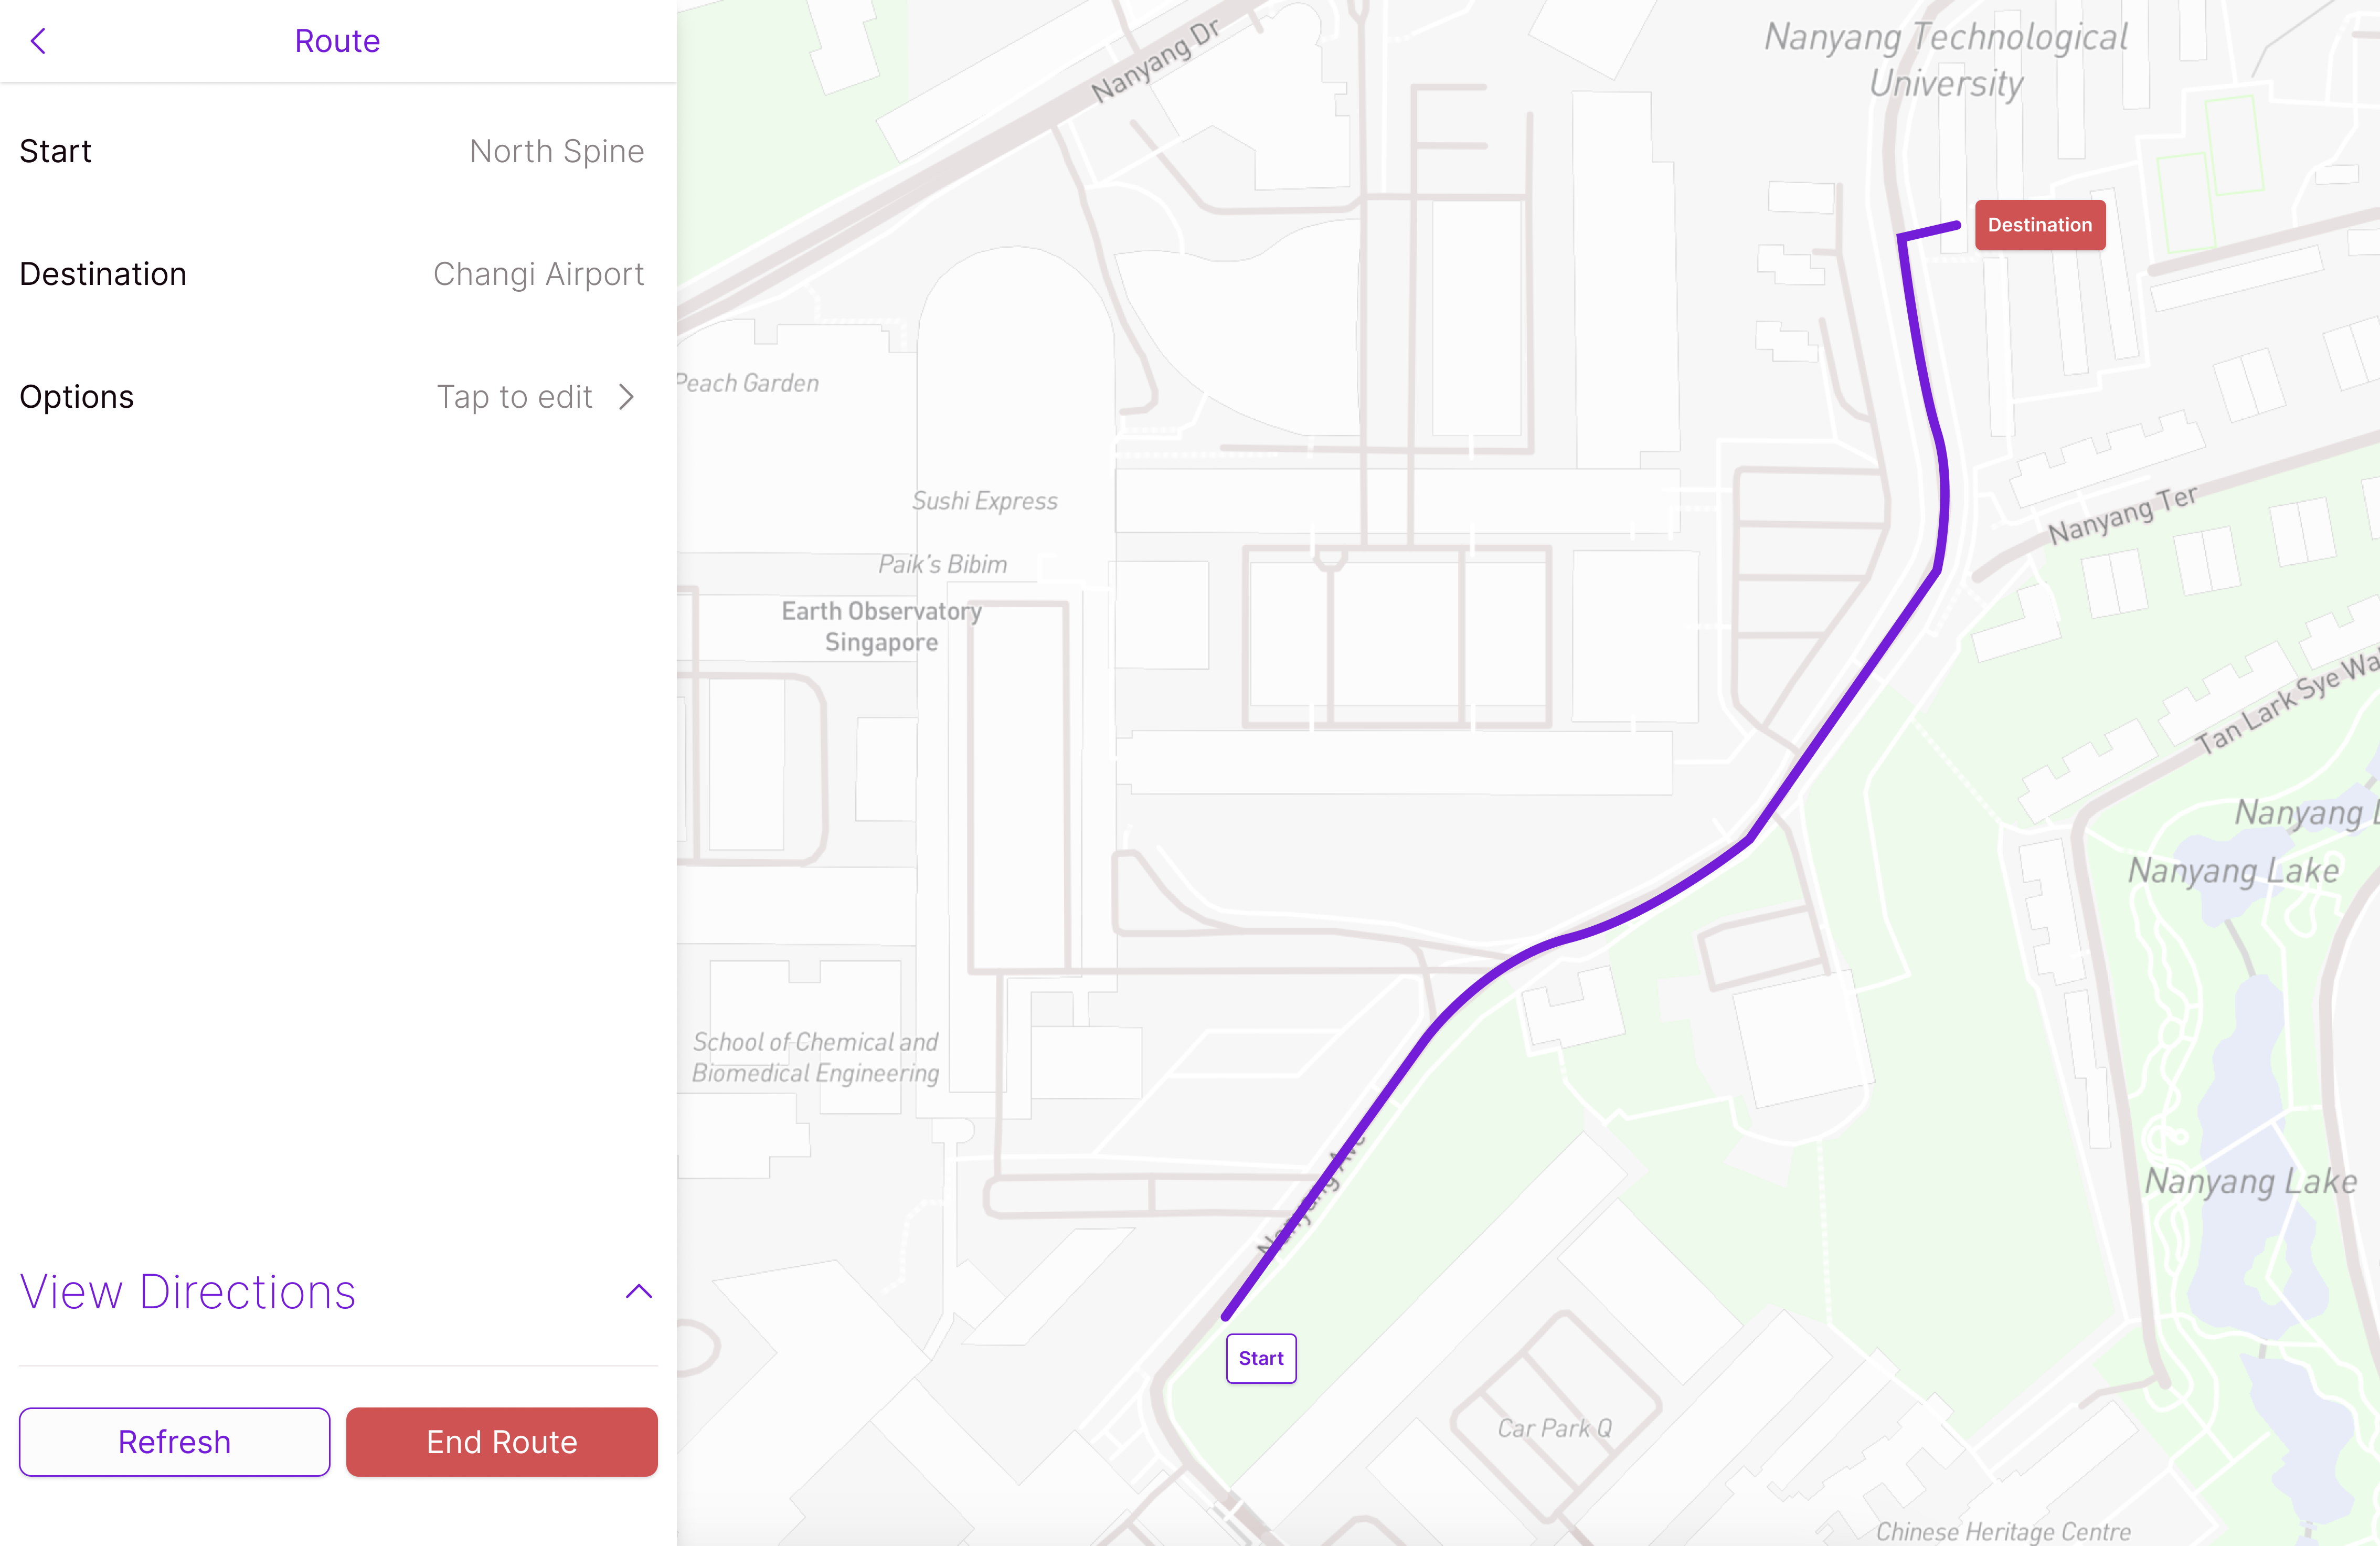 Route
Start
North Spine
Destination
Changi Airport
Options
Tap to edit
View Directions
Refresh
End Route
Nanyang Dr
Nanyang Technological
University
Destination
Peach Garden
Sushi Express
Paik's Bibim
Earth Observatory
Singapore
Nanyang Ter
Tan Lark Sye
Nanyang
Nanyang Lake
School of Chemical and
Biomedical Engineering
Nanyang Ave
Nanyang Lake
Start
Car Park Q
Chinese Heritage Centre